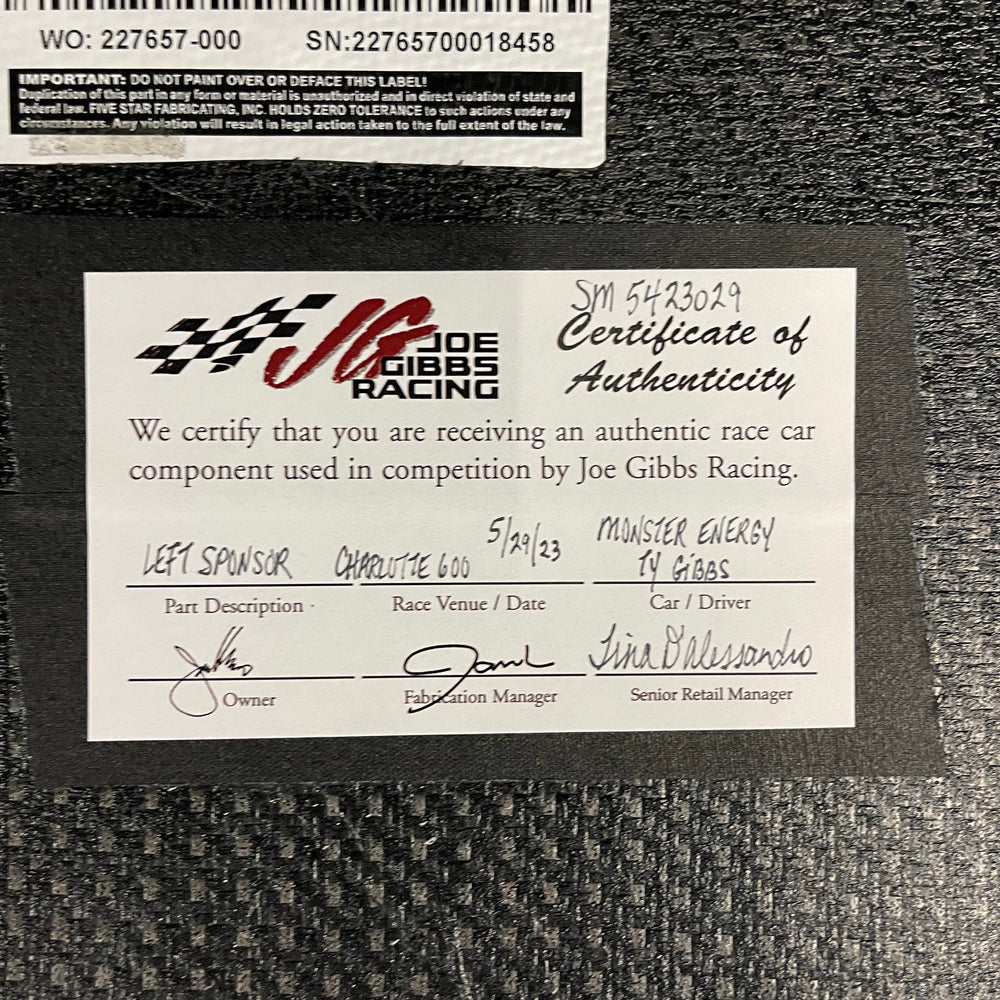 WO: 227657-000 SN:22765700018458
IMPORTANT: DO NOT PAINT OVER OR DEFACE THIS LABEL!
Duplication of this part in any form or material is unauthorized and in direct violation of state and
federal law. FIVE STAR FABRICATING, INC. HOLDS ZERO TOLERANCE to such actions under any
circumstances. Any violation will result in legal action taken to the full extent of the law.
SM 5423029
JG JOE
GIBBS
RACING
Certificate of
Authenticity
We certify that you are receiving an authentic race car
component used in competition by Joe Gibbs Racing.
LEFT SPONSOR CHARLOTTE 600 5/29/23 MONSTER ENERGY
TY GIBBS
Part Description Race Venue / Date Car / Driver
Tina D'Alessandro
Owner Fabrication Manager Senior Retail Manager